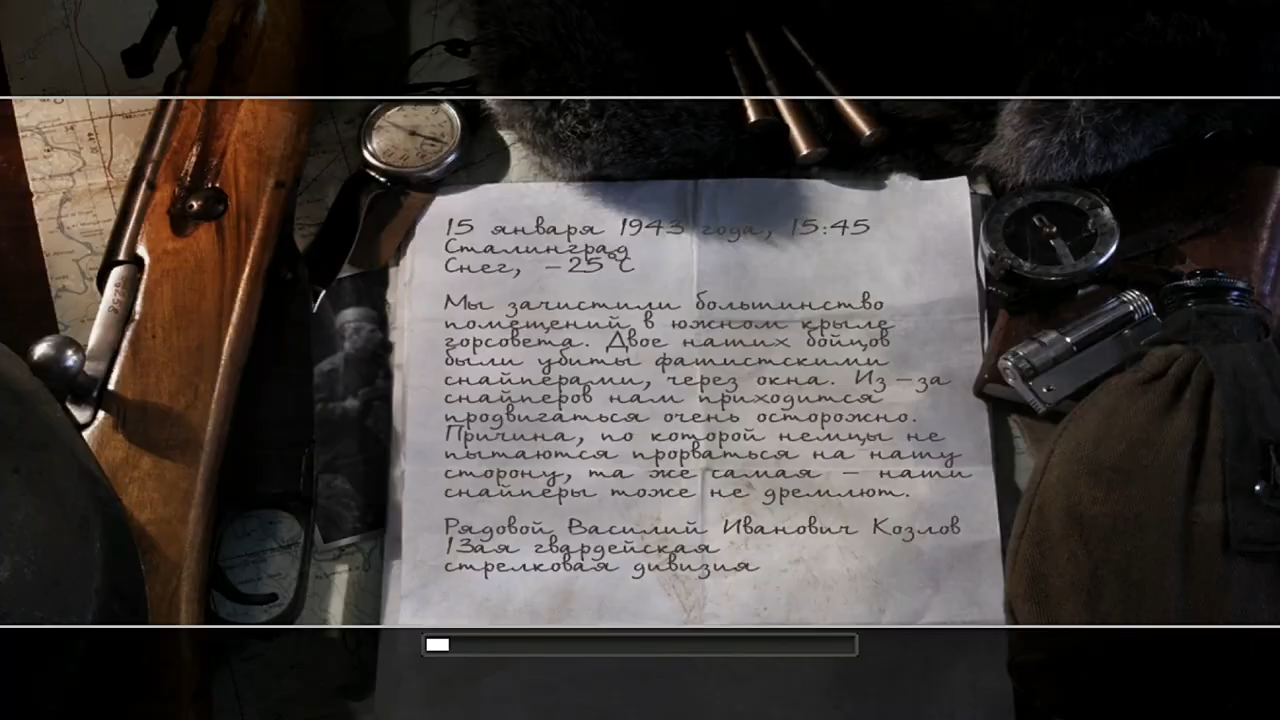 15 января 1943 года, 15:45
Сталинград
Снег, -25°С
Мы зачистили большинство
помещений в южном крыле
горсовета. Двое наших бойцов
были убиты фашистскими
снайперами, через окна. Из-за
снайперов нам приходится
продвигаться очень осторожно.
Причина, по которой немцы не
пытаются прорваться на нашу
сторону, та же самая - наши
снайперы тоже не дремлют.
Рядовой Василий Иванович Козлов
13ая гвардейская
стрелковая дивизия